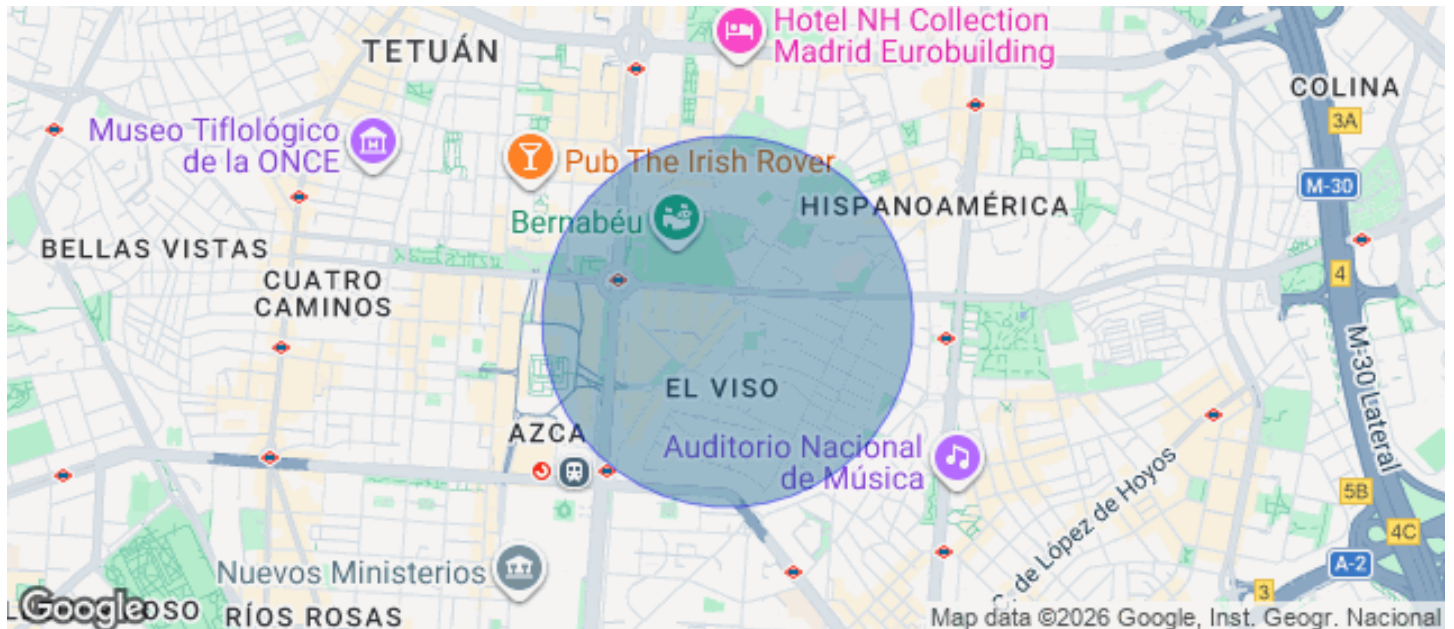 Hotel NH Collection
Madrid Eurobuilding
TETUÁN
COLINA
3A
Museo Tiflológico
de la ONCE
Pub The Irish Rover
M-30
HISPANOAMÉRICA
Bernabéu
BELLAS VISTAS
CUATRO
CAMINOS
4
M-30 Lateral
EL VISO
AZCA
Auditorio Nacional
de Música
C. de López de Hoyos
5B
4C
A-2
Nuevos Ministerios
3
Google
OSO
RÍOS ROSAS
Map data ©2026 Google, Inst. Geogr. Nacional